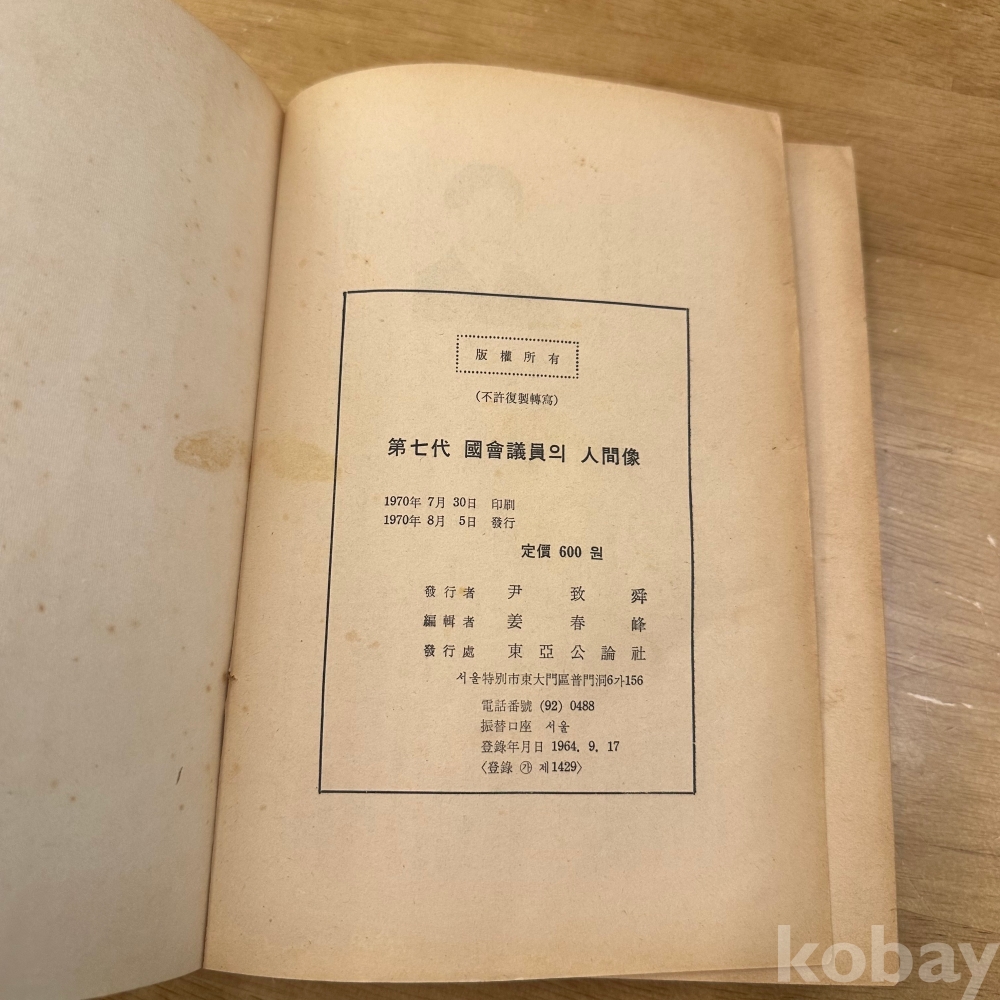 版權所有
(不許復製轉寫)
第七代 國會議員의 人間像
1970年 7月 30日 印刷
1970年 8月 5日 發行
定價 600 원
發行者 尹致舜
編輯者 姜春峰
發行處 東亞公論社
서울特別市東大門區普門洞6가156
電話番號 (92) 0488
振替口座 서울
登錄年月日 1964. 9. 17
〈登錄 ㉮ 제1429〉
kobay